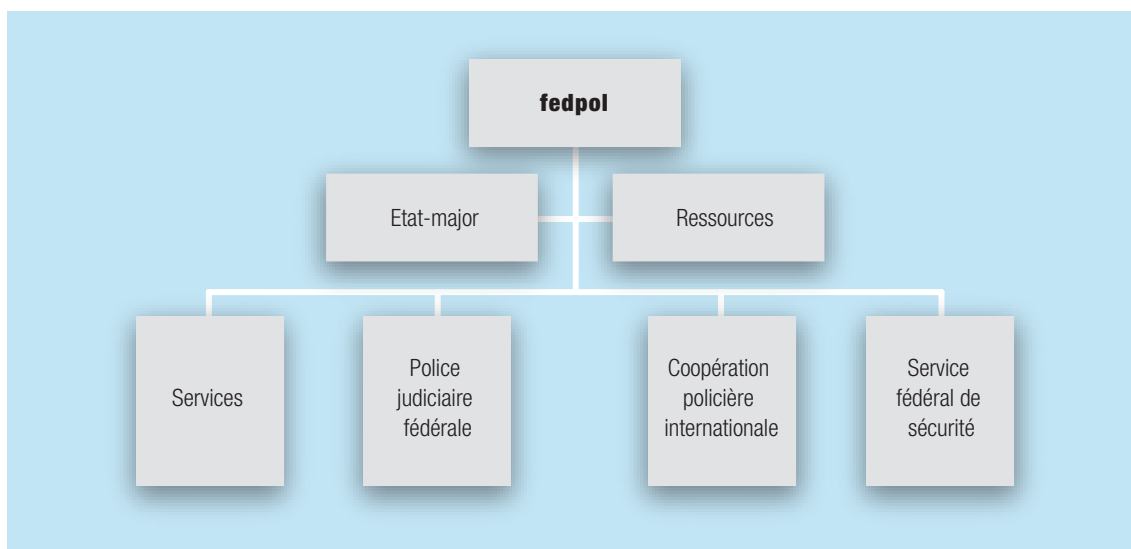 fedpol
Etat-major
Ressources
Services
Police
judiciaire
fédérale
Coopération
policière
internationale
Service
fédéral de
sécurité